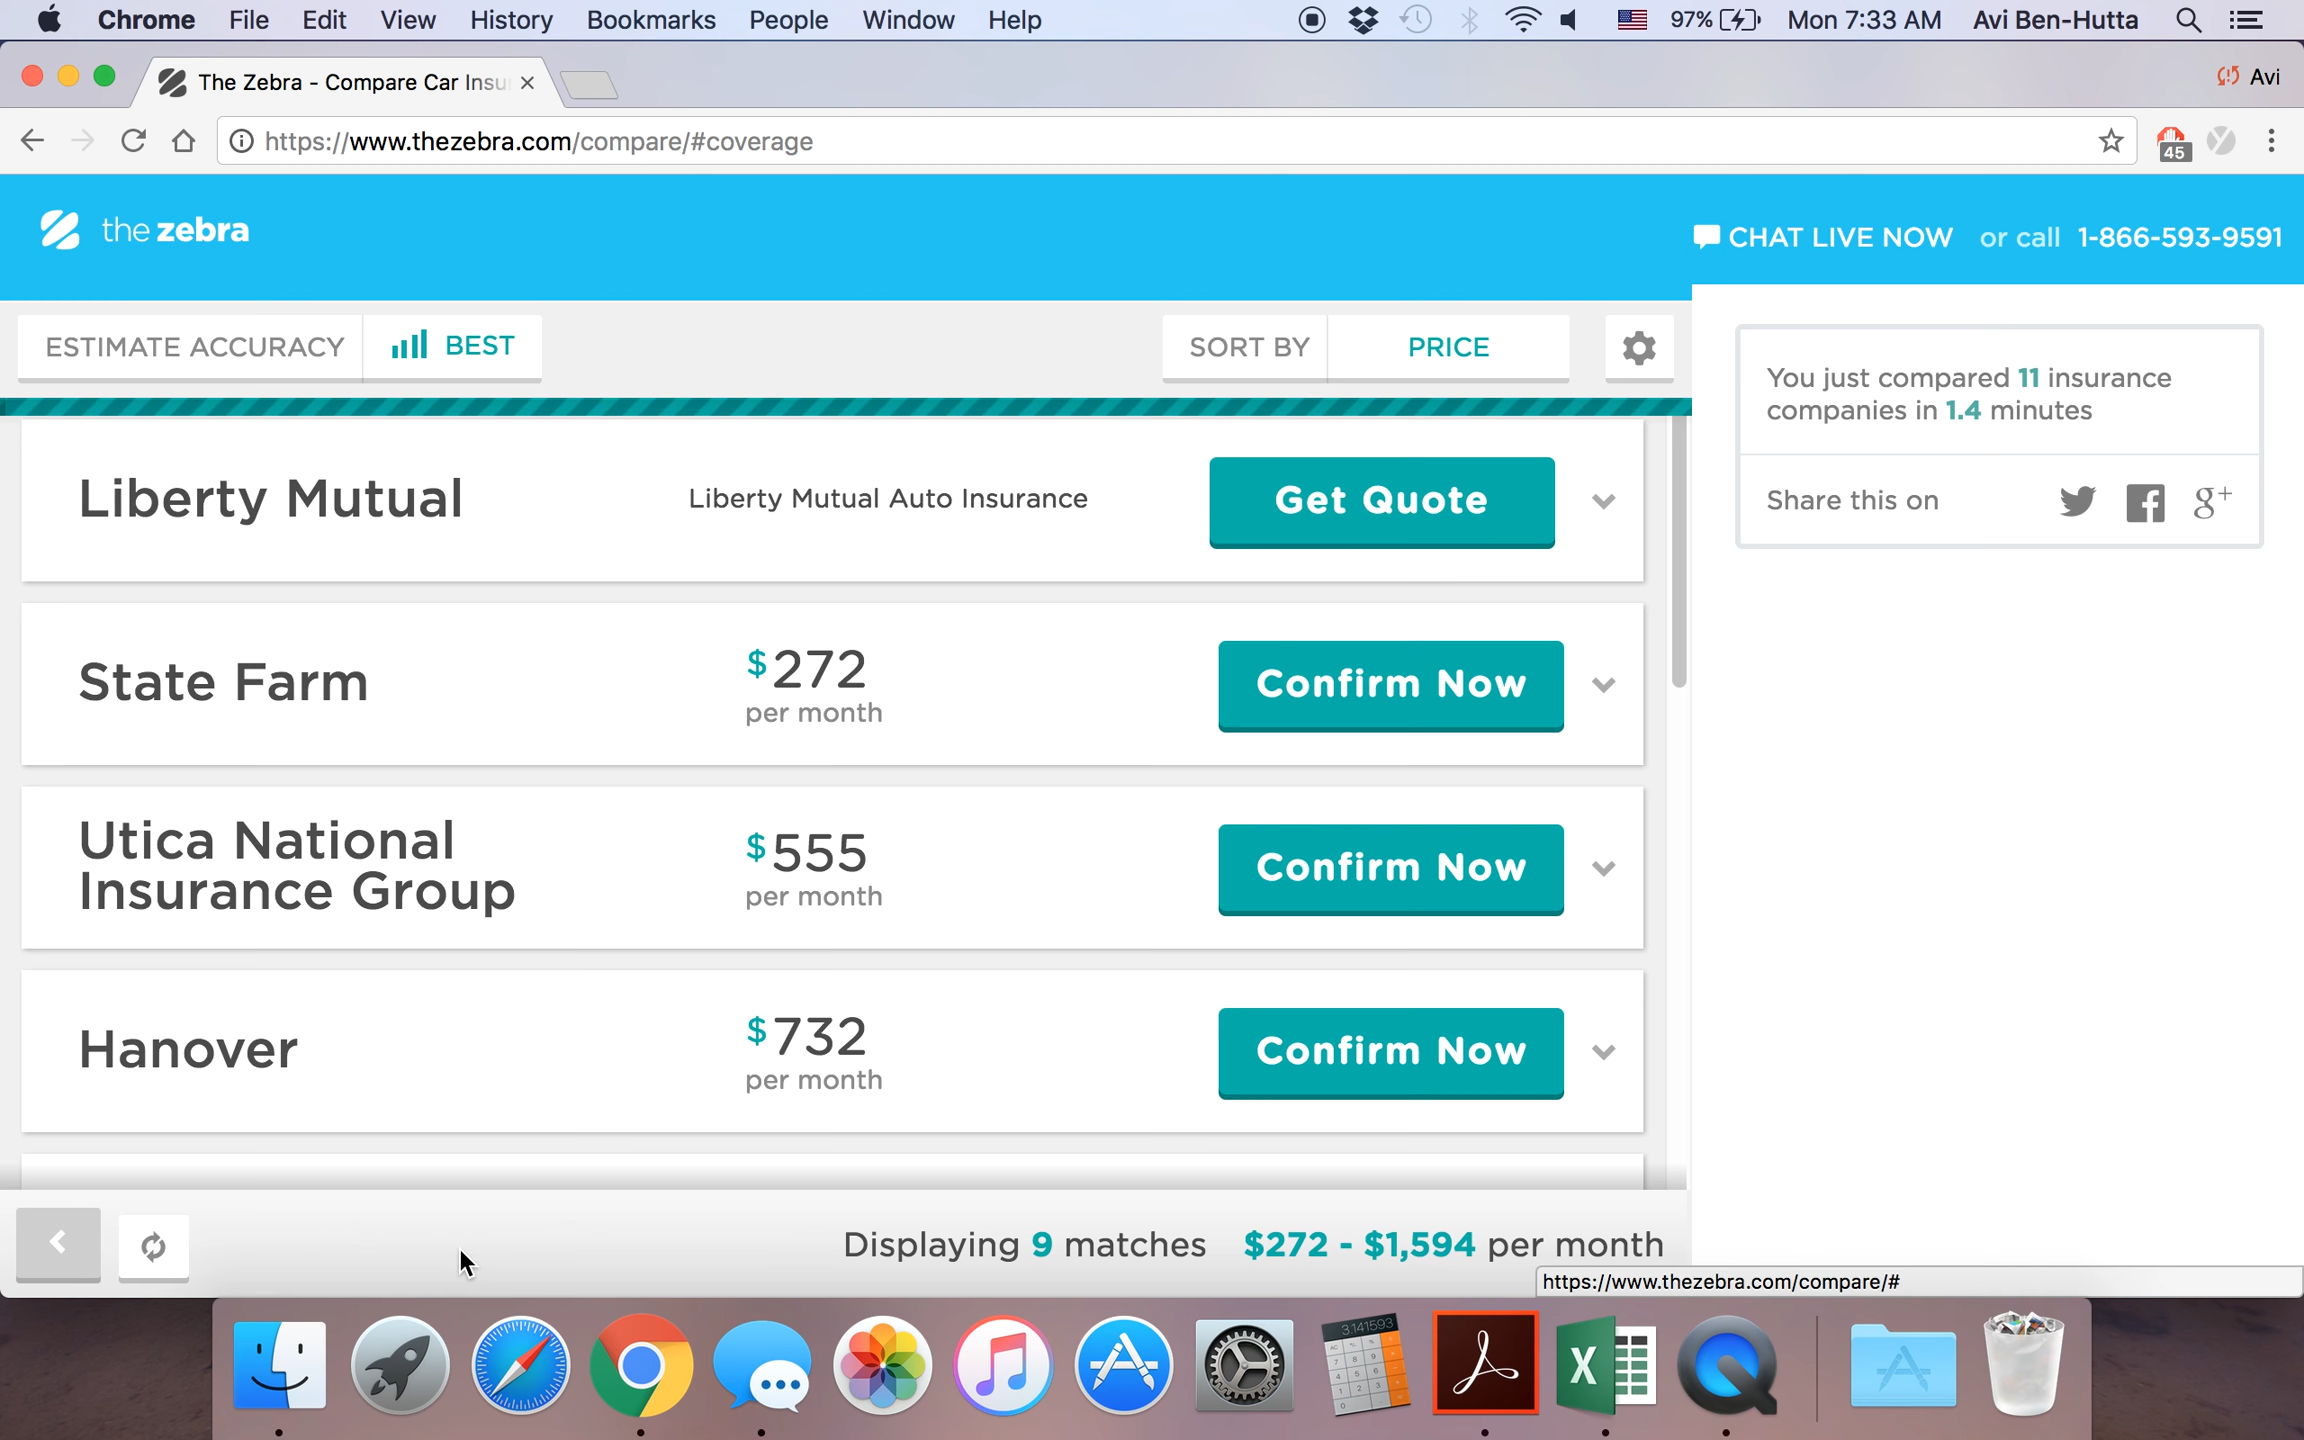 Chrome File Edit View History Bookmarks People Window Help 97% Mon 7:33 AM Avi Ben-Hutta
The Zebra - Compare Car Insu Avi
https://www.thezebra.com/compare/#coverage 45
the zebra
CHAT LIVE NOW or call 1-866-593-9591
ESTIMATE ACCURACY BEST SORT BY PRICE
You just compared 11 insurance
companies in 1.4 minutes
Share this on g+
Liberty Mutual Liberty Mutual Auto Insurance Get Quote
State Farm $272 Confirm Now
per month
Utica National $555 Confirm Now
Insurance Group per month
Hanover $732 Confirm Now
per month
Displaying 9 matches $272 - $1,594 per month
https://www.thezebra.com/compare/#
3.141593